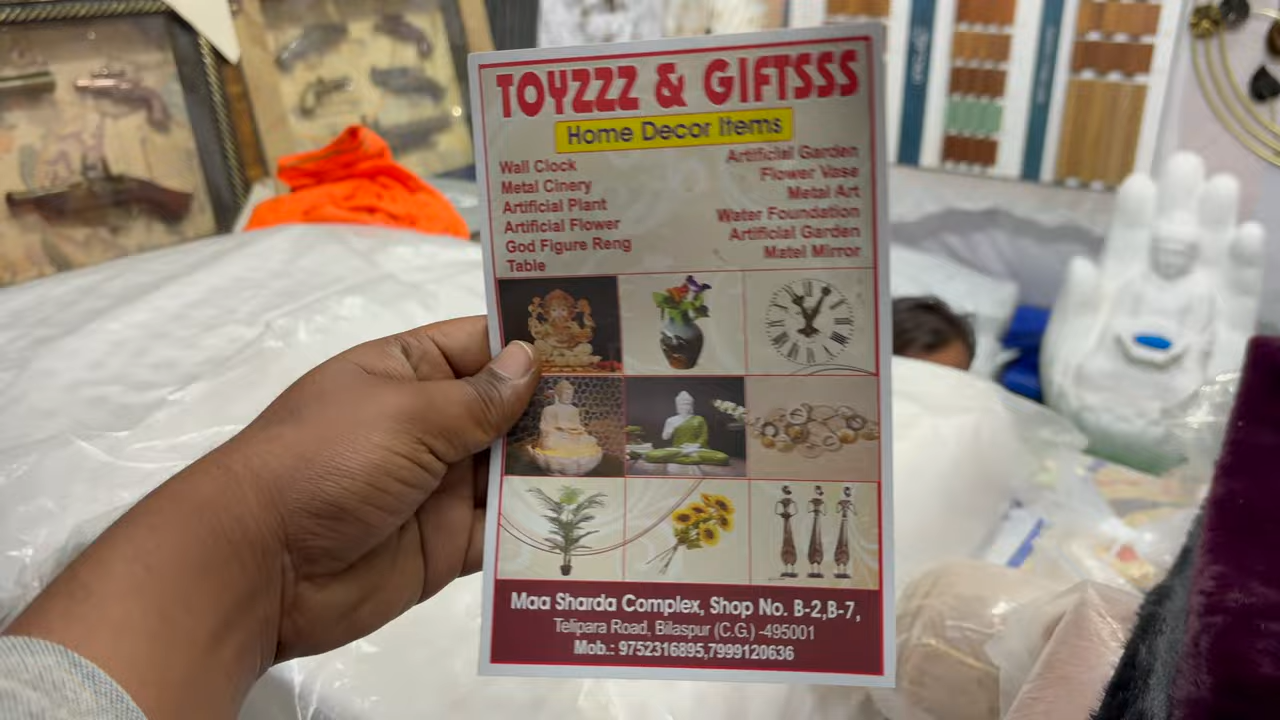 TOYZZZ & GIFTSSS
Home Decor Items
Wall Clock
Metal Cinery
Artificial Plant
Artificial Flower
God Figure Reng
Table
Artificial Garden
Flower Vase
Metal Art
Water Foundation
Artificial Garden
Matel Mirror
Maa Sharda Complex, Shop No. B-2,B-7,
Telipara Road, Bilaspur (C.G.) -495001
Mob.: 9752316895,7999120636